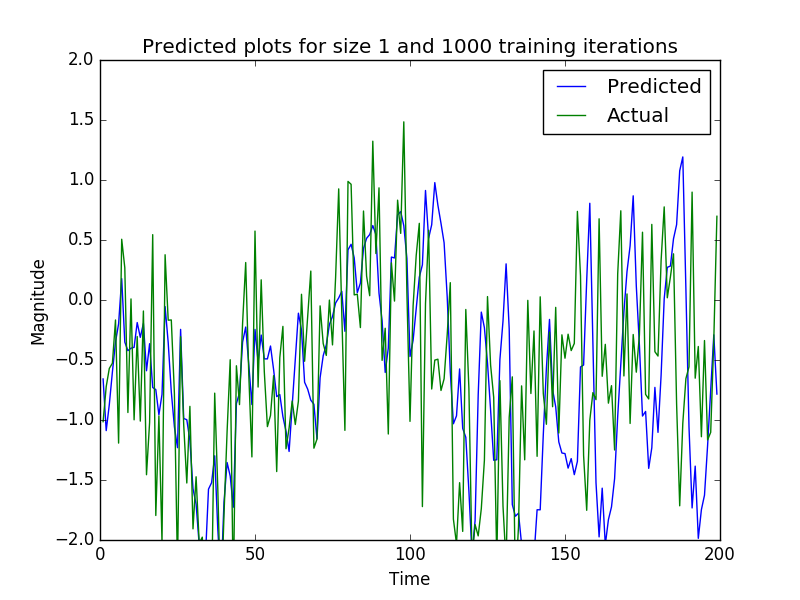 Predicted plots for size 1 and 1000 training iterations
Predicted
Actual
2.0
1.5
1.0
0.5
0.0
−0.5
−1.0
−1.5
−2.0
Magnitude
0 50 100 150 200
Time